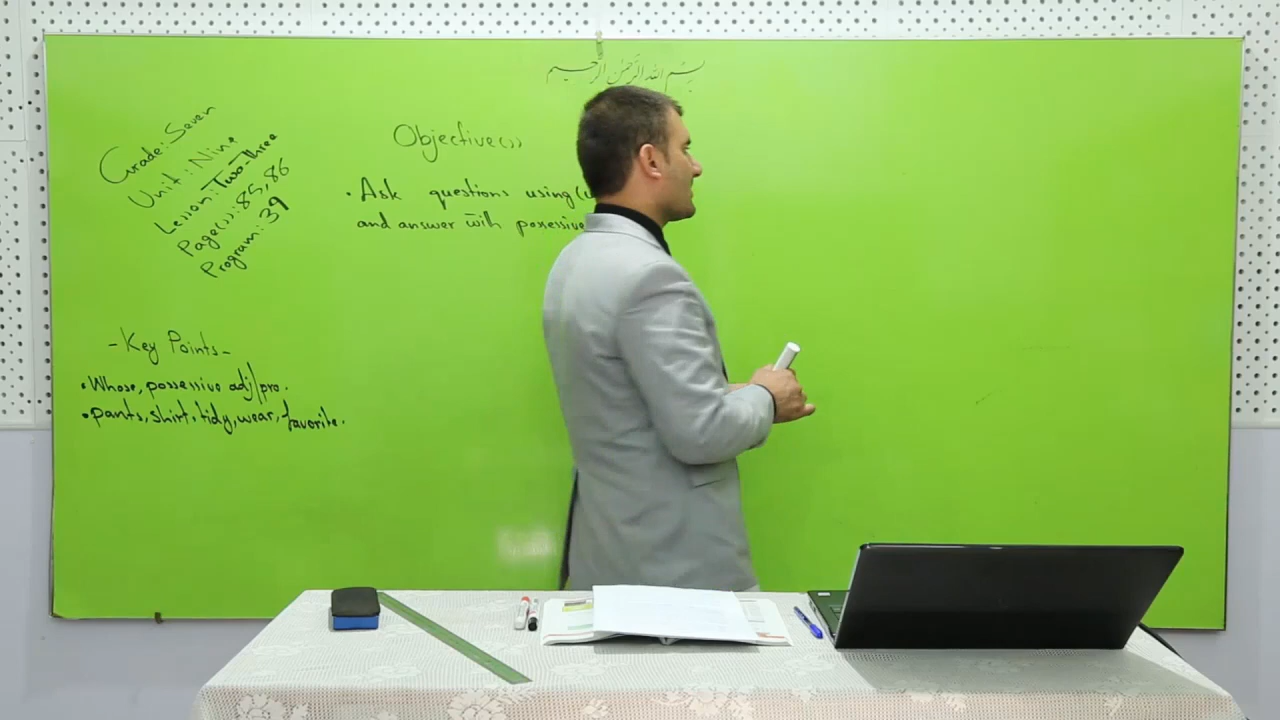 بسم الله الرحمن الرحیم
Grade: Seven
Unit: Nine
Lesson: Two-Three
Page(s): 85, 86
Program: 39
Objective(s)
• Ask questions using
and answer with possessive
- Key Points -
• Whose, possessive adj/pro.
• pants, shirt, tidy, wear, favorite.